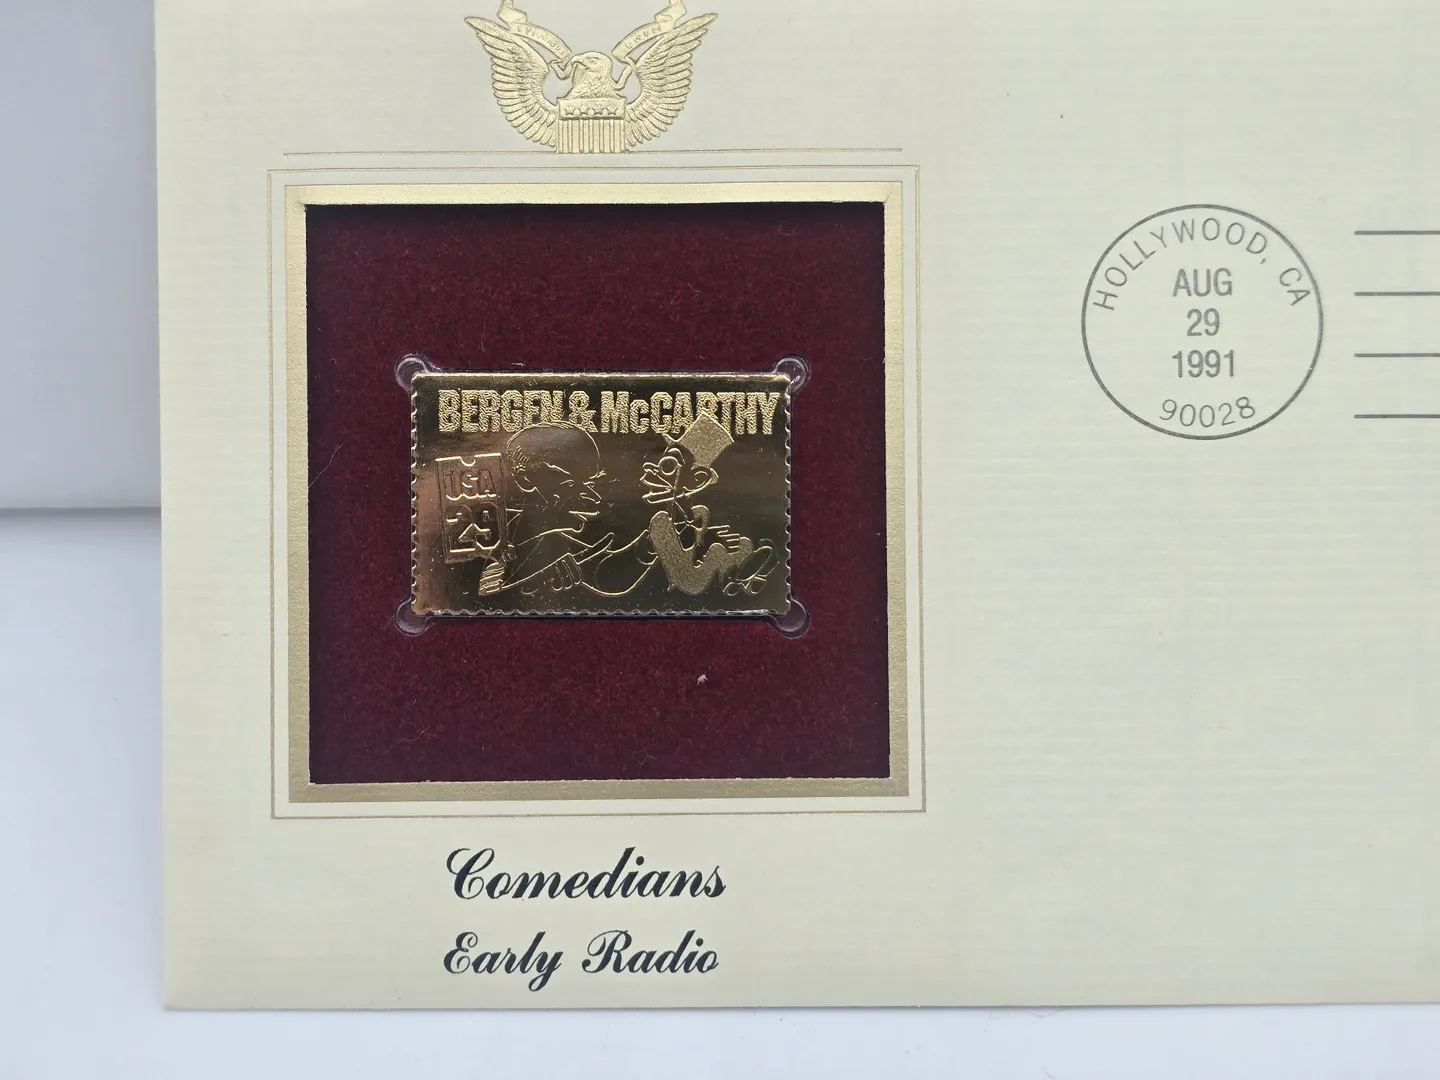 BERGEN & McCARTHY
USA
29
HOLLYWOOD, CA
AUG
29
1991
90028
Comedians
Early Radio